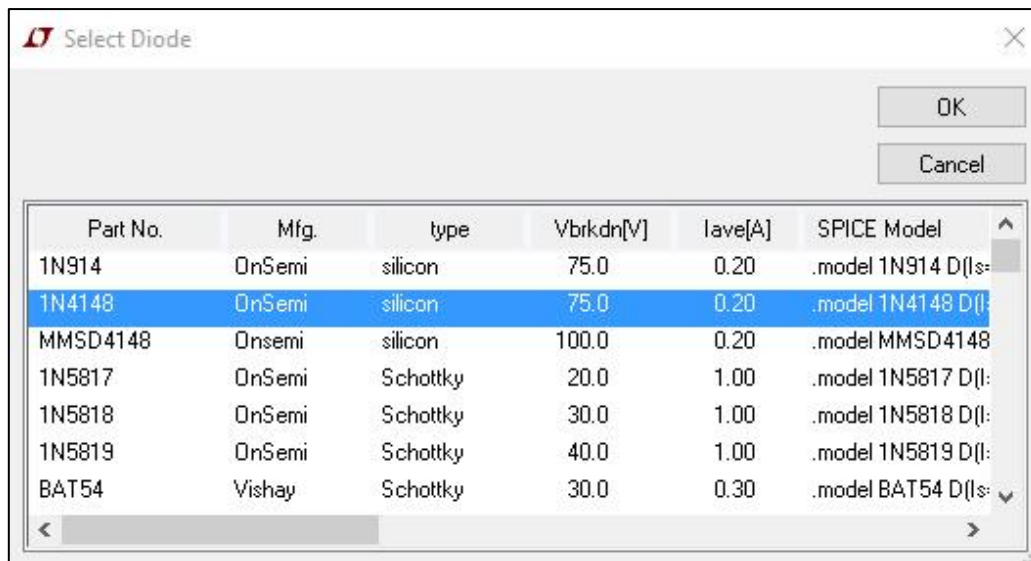 Select Diode
OK
Cancel
Part No. Mfg. type Vbrkdn[V] Iave[A] SPICE Model
1N914 OnSemi silicon 75.0 0.20 .model 1N914 D(Is=
1N4148 OnSemi silicon 75.0 0.20 .model 1N4148 D(I
MMSD4148 Onsemi silicon 100.0 0.20 .model MMSD4148
1N5817 OnSemi Schottky 20.0 1.00 .model 1N5817 D(I
1N5818 OnSemi Schottky 30.0 1.00 .model 1N5818 D(I
1N5819 OnSemi Schottky 40.0 1.00 .model 1N5819 D(I
BAT54 Vishay Schottky 30.0 0.30 .model BAT54 D(Is